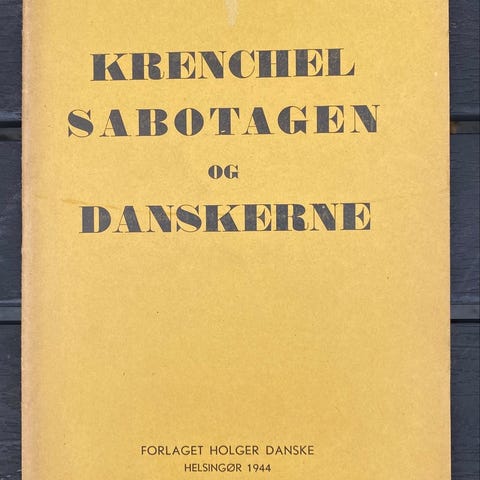 KRENCHEL
SABOTAGEN
OG
DANSKERNE
FORLAGET HOLGER DANSKE
HELSINGØR 1944